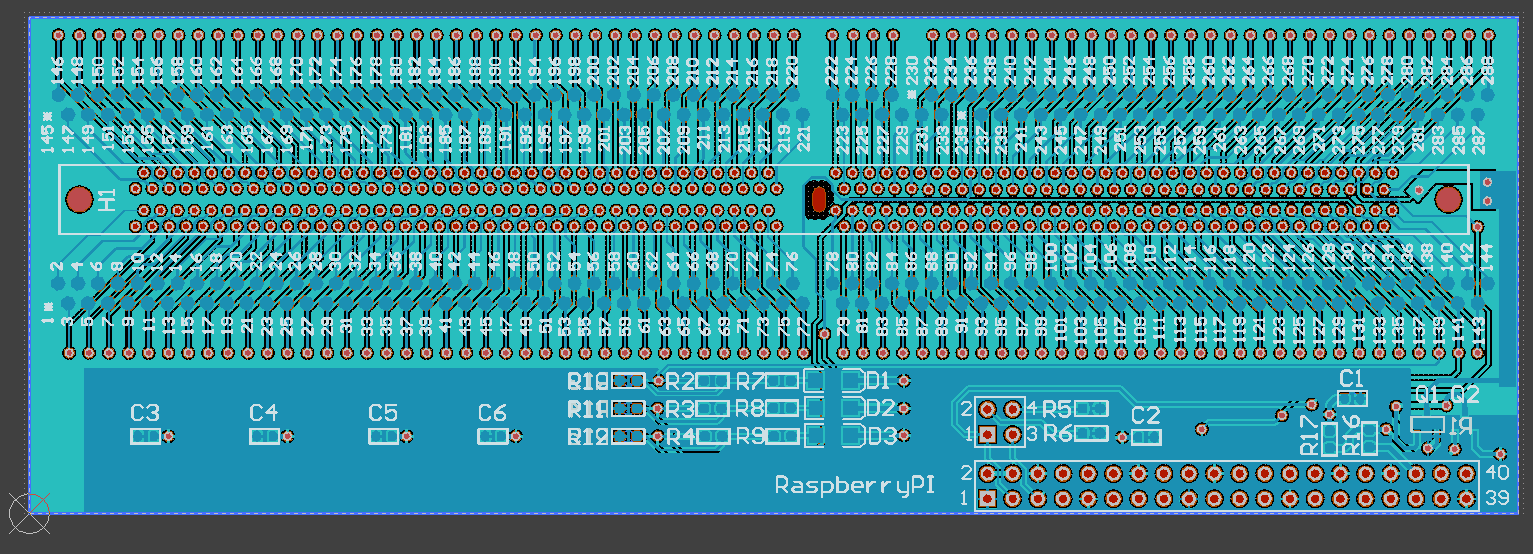 146 148 150 152 154 156 158 160 162 164 166 168 170 172 174 176 178 180 182 184 186 188 190 192 194 196 198 200 202 204 206 208 210 212 214 216 218 220 222 224 226 228 *230 232 234 236 238 240 242 244 246 248 250 252 254 256 258 260 262 264 266 268 270 272 274 276 278 280 282 284 286 288
145* 147 149 151 153 155 157 159 161 163 165 167 169 171 173 175 177 179 181 183 185 187 189 191 193 195 197 199 201 203 205 207 209 211 213 215 217 219 221 223 225 227 229 231 233 235* 237 239 241 243 245 247 249 251 253 255 257 259 261 263 265 267 269 271 273 275 277 279 281 283 285 287
H1
2 4 6 8 10 12 14 16 18 20 22 24 26 28 30 32 34 36 38 40 42 44 46 48 50 52 54 56 58 60 62 64 66 68 70 72 74 76 78 80 82 84 86 88 90 92 94 96 98 100 102 104 106 108 110 112 114 116 118 120 122 124 126 128 130 132 134 136 138 140 142 144
1* 3 5 7 9 11 13 15 17 19 21 23 25 27 29 31 33 35 37 39 41 43 45 47 49 51 53 55 57 59 61 63 65 67 69 71 73 75 77 79 81 83 85 87 89 91 93 95 97 99 101 103 105 107 109 111 113 115 117 119 121 123 125 127 129 131 133 135 137 139 141 143
R2 R7 D1 C1
Q1 Q2
C3 C4 C5 C6 R3 R8 D2 2 4 R5 C2
R4 R9 D3 1 3 R6 R17 R16 R1
2 40
RaspberryPI
1 39